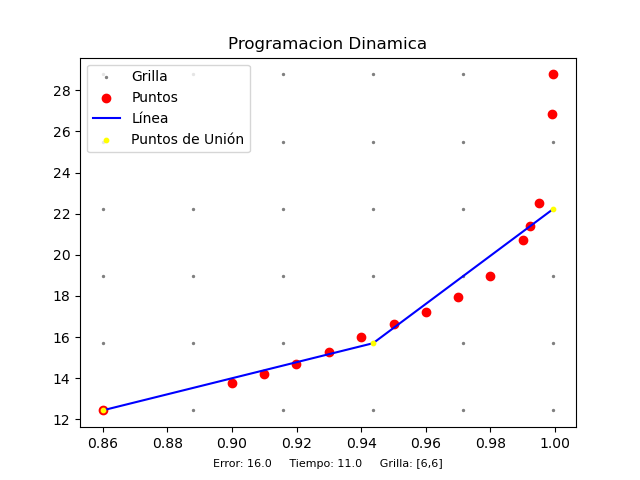 Programacion Dinamica
Grilla
Puntos
Línea
Puntos de Unión
28
26
24
22
20
18
16
14
12
0.86 0.88 0.90 0.92 0.94 0.96 0.98 1.00
Error: 16.0 Tiempo: 11.0 Grilla: [6,6]